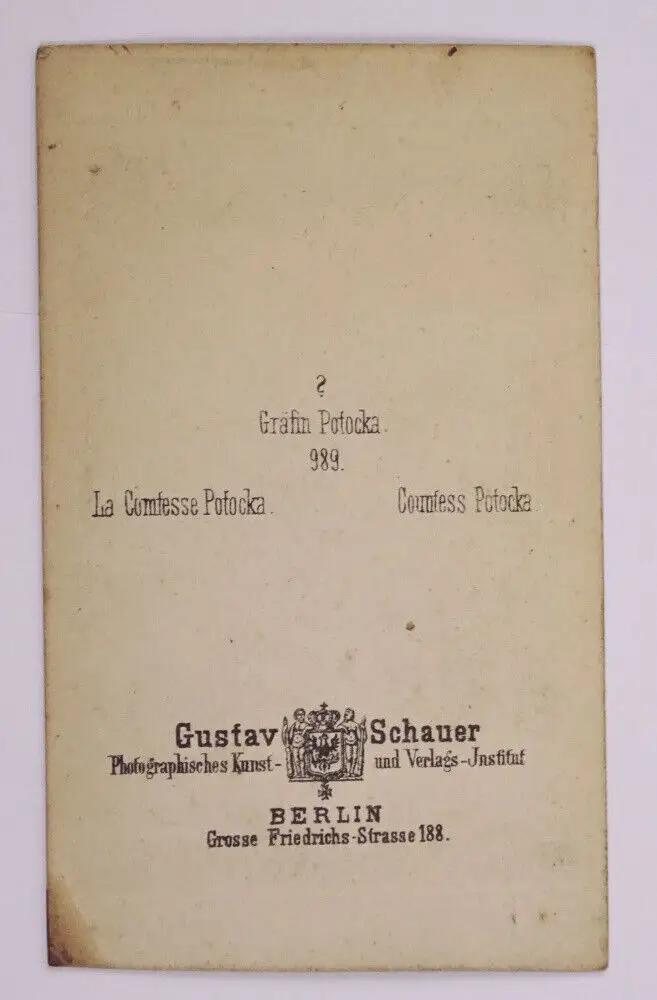 ?
Gräfin Potocka.
989.
La Comtesse Potocka.
Countess Potocka.
Gustav Schauer
Photographisches Kunst- und Verlags-Jnstitut
BERLIN
Grosse Friedrichs-Strasse 188.